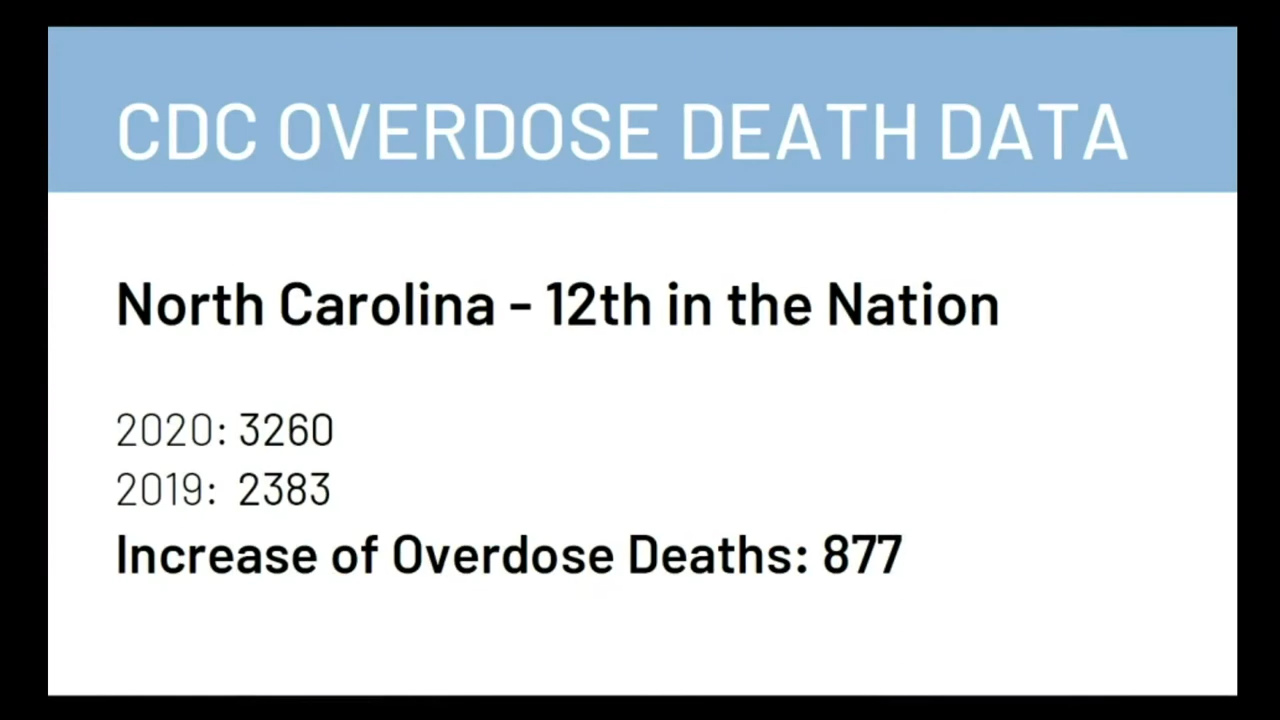 CDC OVERDOSE DEATH DATA
North Carolina - 12th in the Nation
2020: 3260
2019: 2383
Increase of Overdose Deaths: 877